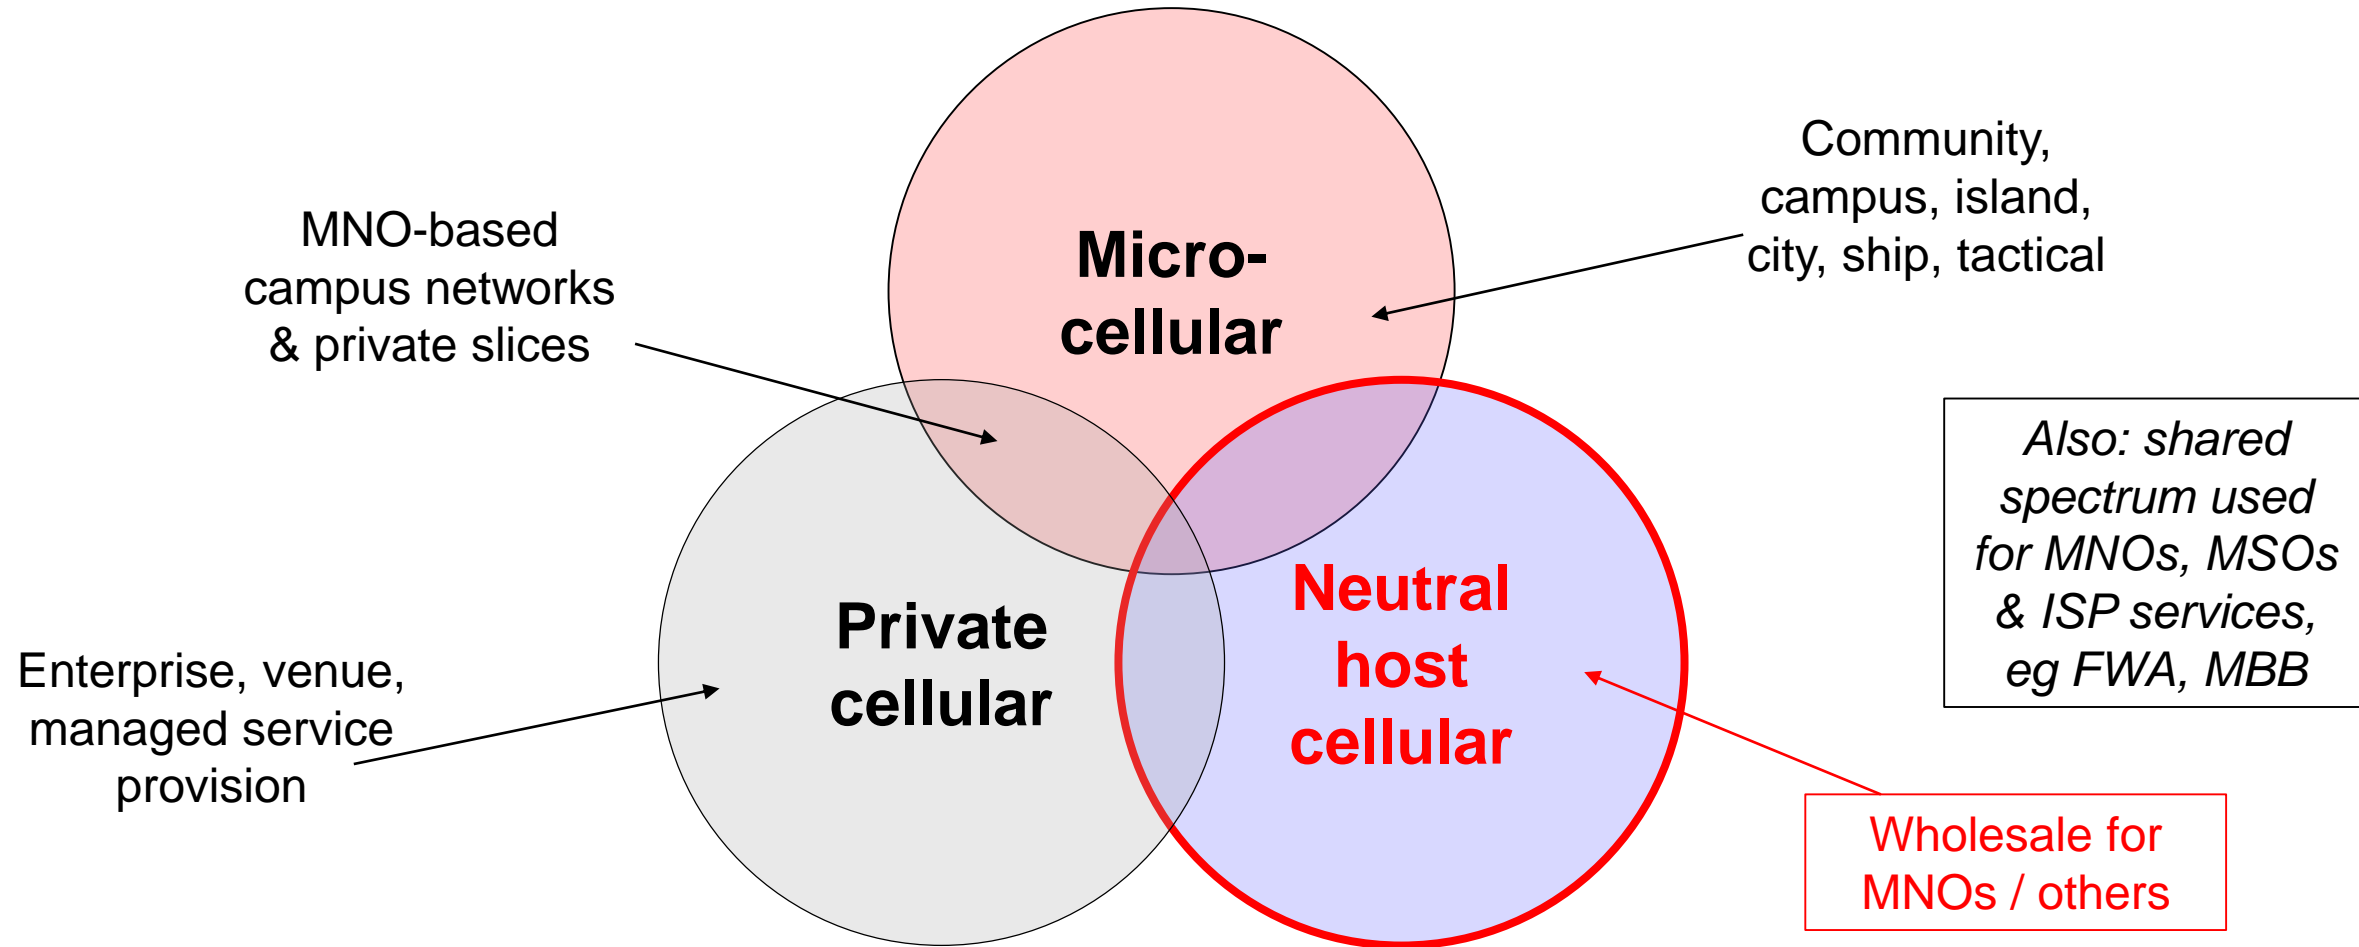 Micro-
cellular
Community,
campus, island,
city, ship, tactical
MNO-based
campus networks
& private slices
Also: shared
spectrum used
for MNOs, MSOs
& ISP services,
eg FWA, MBB
Private
cellular
Neutral
host
cellular
Enterprise, venue,
managed service
provision
Wholesale for
MNOs / others